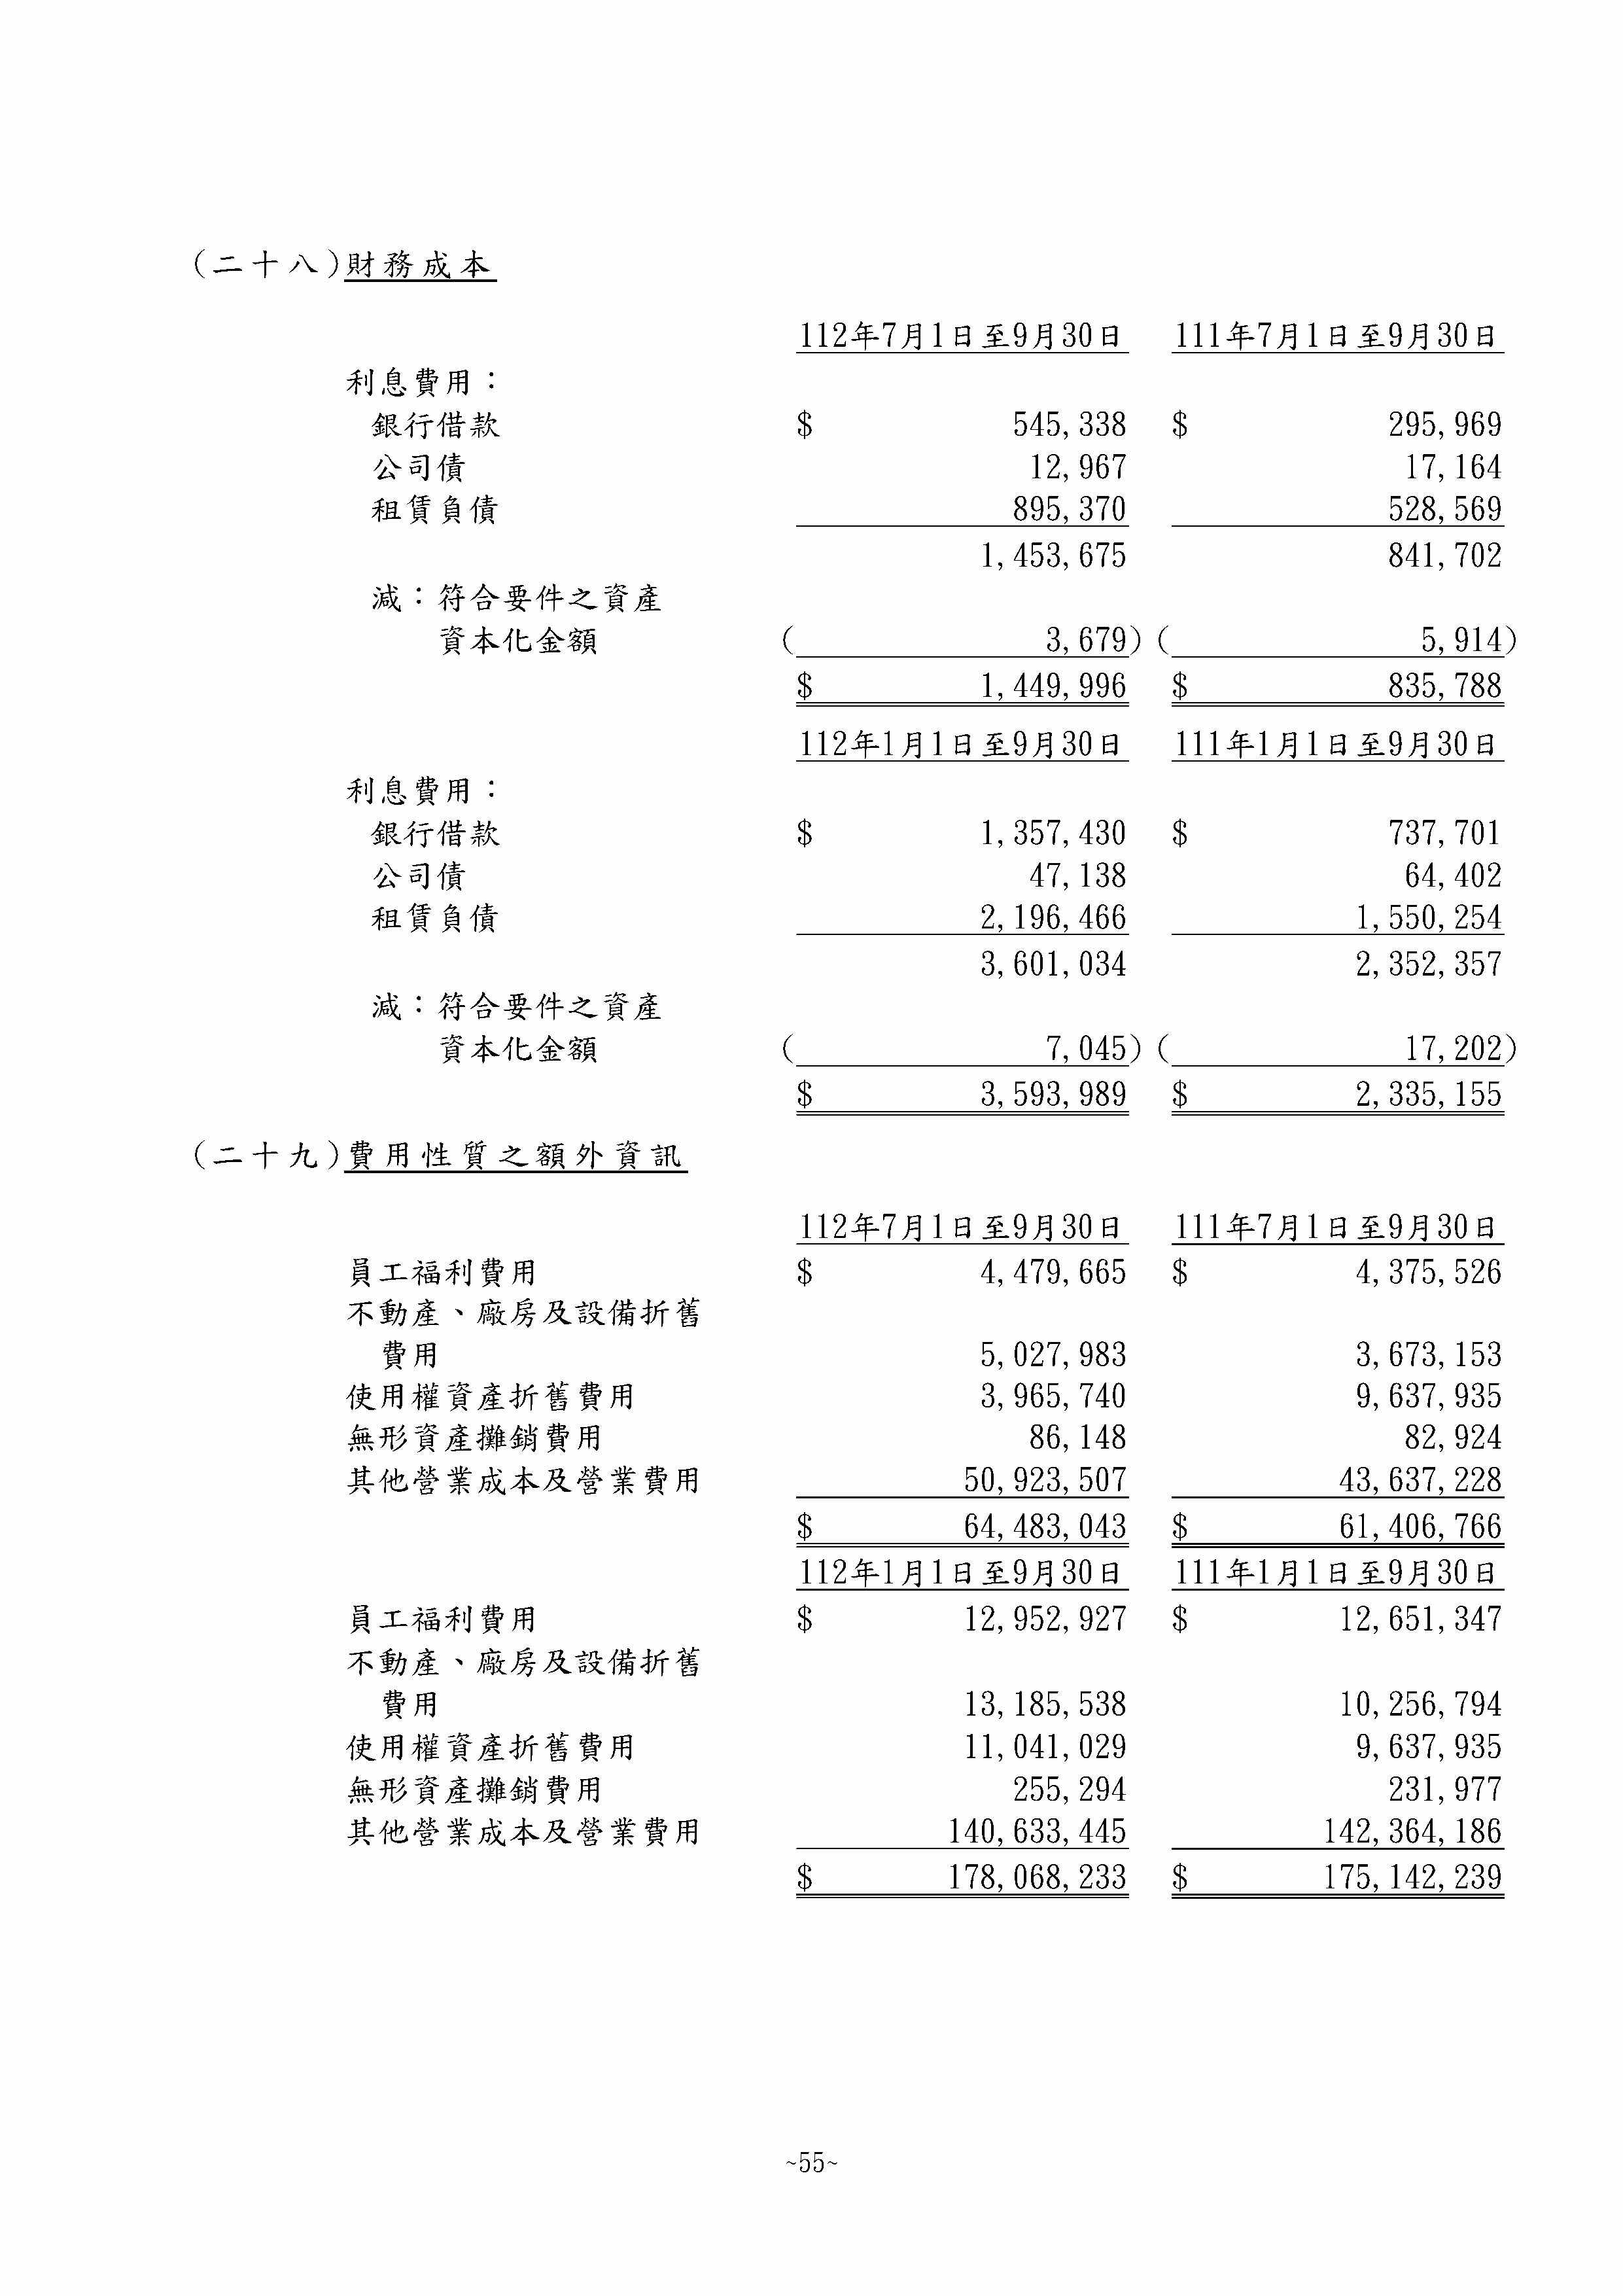 (二十八)財務成本
112年7月1日至9月30日 111年7月1日至9月30日
利息費用：
銀行借款 $ 545,338 $ 295,969
公司債 12,967 17,164
租賃負債 895,370 528,569
1,453,675 841,702
減：符合要件之資產
資本化金額 ( 3,679) ( 5,914)
$ 1,449,996 $ 835,788
112年1月1日至9月30日 111年1月1日至9月30日
利息費用：
銀行借款 $ 1,357,430 $ 737,701
公司債 47,138 64,402
租賃負債 2,196,466 1,550,254
3,601,034 2,352,357
減：符合要件之資產
資本化金額 ( 7,045) ( 17,202)
$ 3,593,989 $ 2,335,155
(二十九)費用性質之額外資訊
112年7月1日至9月30日 111年7月1日至9月30日
員工福利費用 $ 4,479,665 $ 4,375,526
不動產、廠房及設備折舊
費用 5,027,983 3,673,153
使用權資產折舊費用 3,965,740 9,637,935
無形資產攤銷費用 86,148 82,924
其他營業成本及營業費用 50,923,507 43,637,228
$ 64,483,043 $ 61,406,766
112年1月1日至9月30日 111年1月1日至9月30日
員工福利費用 $ 12,952,927 $ 12,651,347
不動產、廠房及設備折舊
費用 13,185,538 10,256,794
使用權資產折舊費用 11,041,029 9,637,935
無形資產攤銷費用 255,294 231,977
其他營業成本及營業費用 140,633,445 142,364,186
$ 178,068,233 $ 175,142,239
~55~